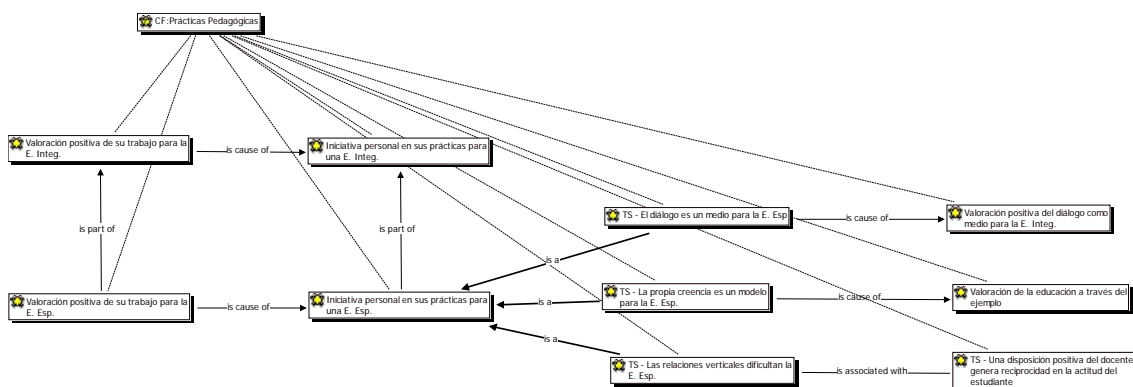 CF:Prácticas Pedagógicas
Valoración positiva de su trabajo para la
E. Integ.
is cause of
Iniciativa personal en sus prácticas para
una E. Integ.
is part of
is part of
TS - El diálogo es un medio para la E. Esp
is cause of
Valoración positiva del diálogo como
medio para la E. Integ.
is a
Valoración positiva de su trabajo para la
E. Esp.
is cause of
Iniciativa personal en sus prácticas para
una E. Esp.
is a
TS - La propia creencia es un modelo
para la E. Esp.
is cause of
Valoración de la educación a través del
ejemplo
is a
TS - Las relaciones verticales dificultan la
E. Esp.
is associated with
TS - Una disposición positiva del docente
genera reciprocidad en la actitud del
estudiante